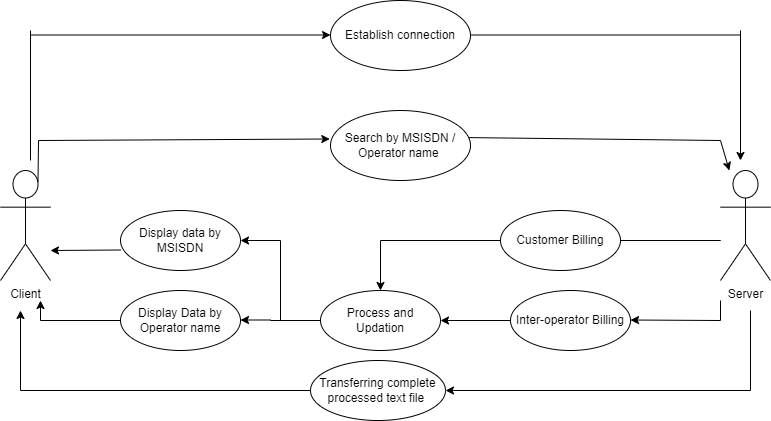 Establish connection
Search by MSISDN /
Operator name
Display data by
MSISDN
Customer Billing
Client
Server
Display Data by
Operator name
Process and
Updation
Inter-operator Billing
Transferring complete
processed text file